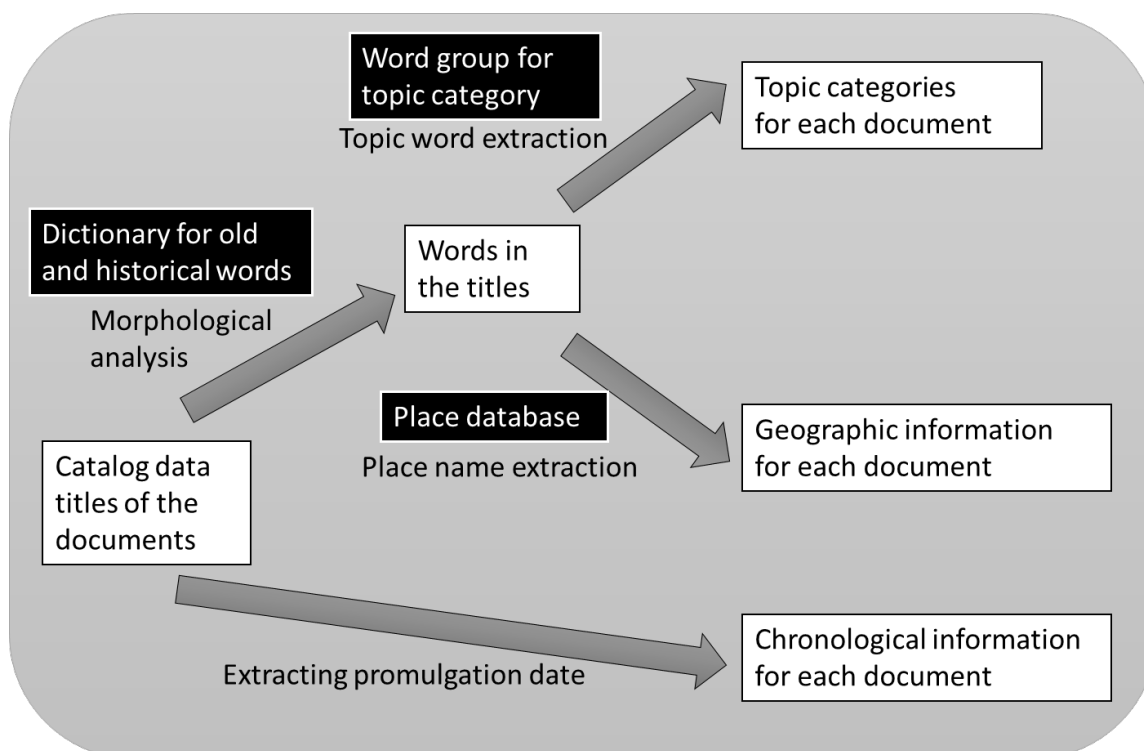 Word group for
topic category
Topic word extraction
Topic categories
for each document
Dictionary for old
and historical words
Morphological
analysis
Words in
the titles
Place database
Place name extraction
Geographic information
for each document
Catalog data
titles of the
documents
Extracting promulgation date
Chronological information
for each document